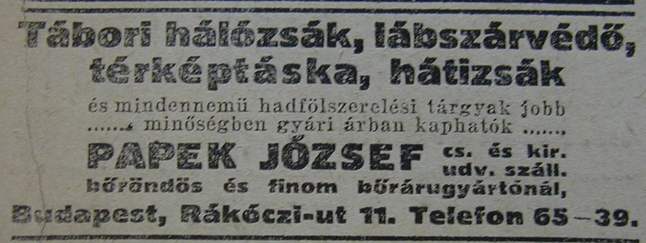 Tábori hálózsák, lábszárvédő,
térképtáska, hátizsák
és mindennemü hadfölszerelési tárgyak jobb
......, minőségben gyári árban kaphatók ......,
PAPEK JÓZSEF cs. és kir.
udv. száll.
bőröndös és finom bőrárugyártónál,
Budapest, Rákóczi-ut 11. Telefon 65—39.